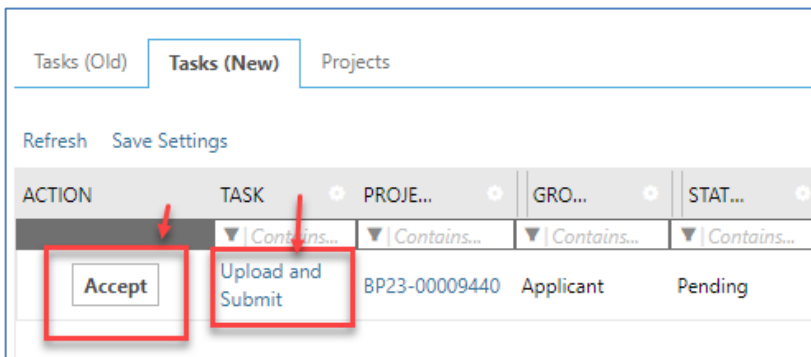 Tasks (Old) Tasks (New) Projects
Refresh Save Settings
ACTION TASK PROJE... GRO... STAT...
Contains... Contains... Contains... Contains...
Accept Upload and Submit BP23-00009440 Applicant Pending